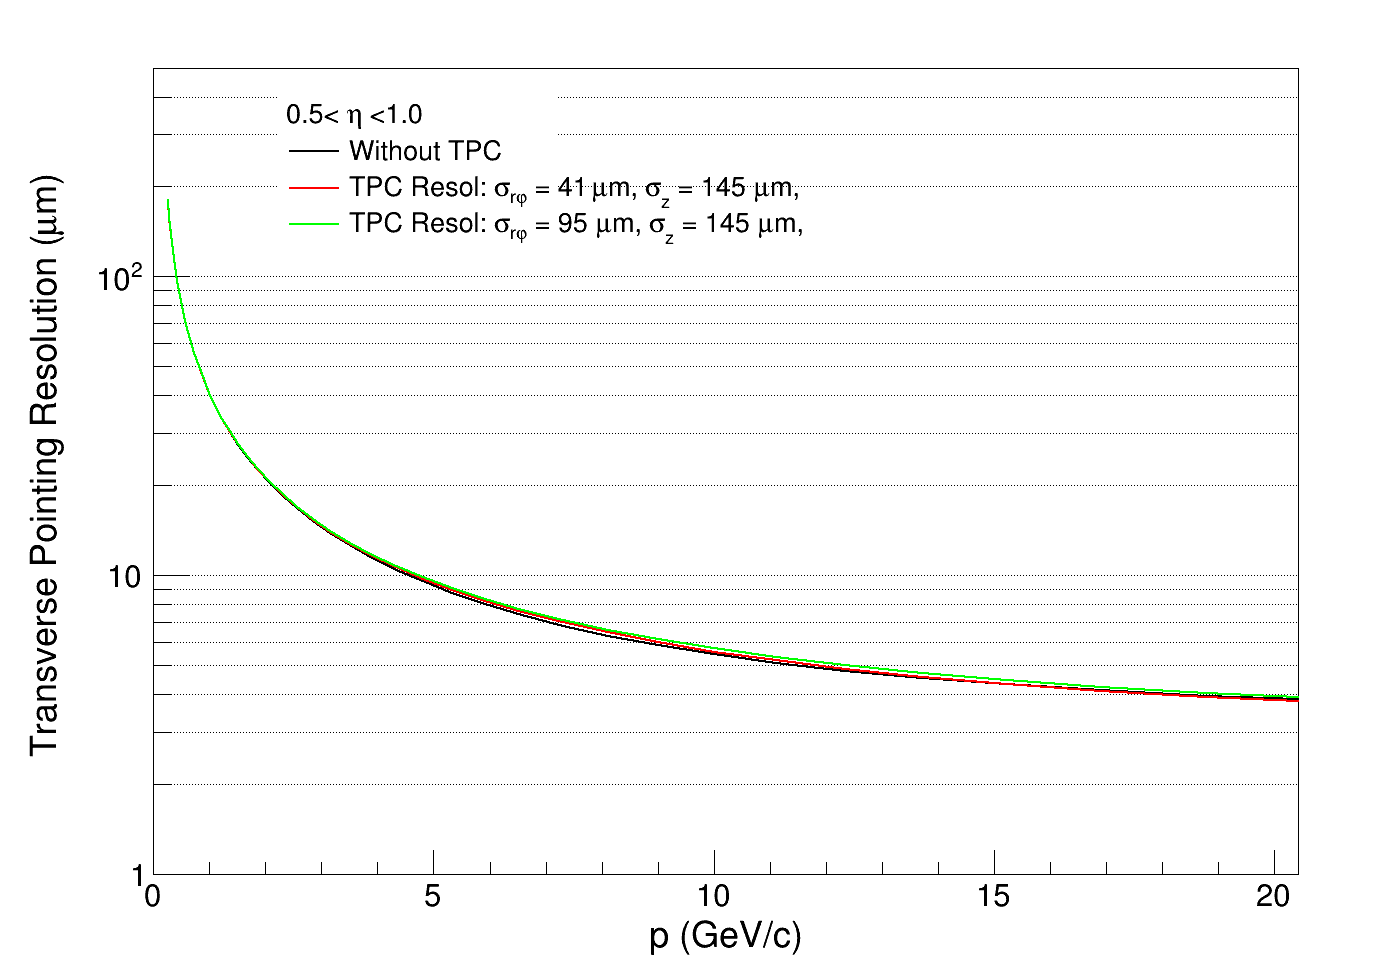 0.5< η <1.0
Without TPC
TPC Resol: σrφ = 41 μm, σz = 145 μm,
TPC Resol: σrφ = 95 μm, σz = 145 μm,
Transverse Pointing Resolution (μm)
10²
10
1
0 5 10 15 20
p (GeV/c)